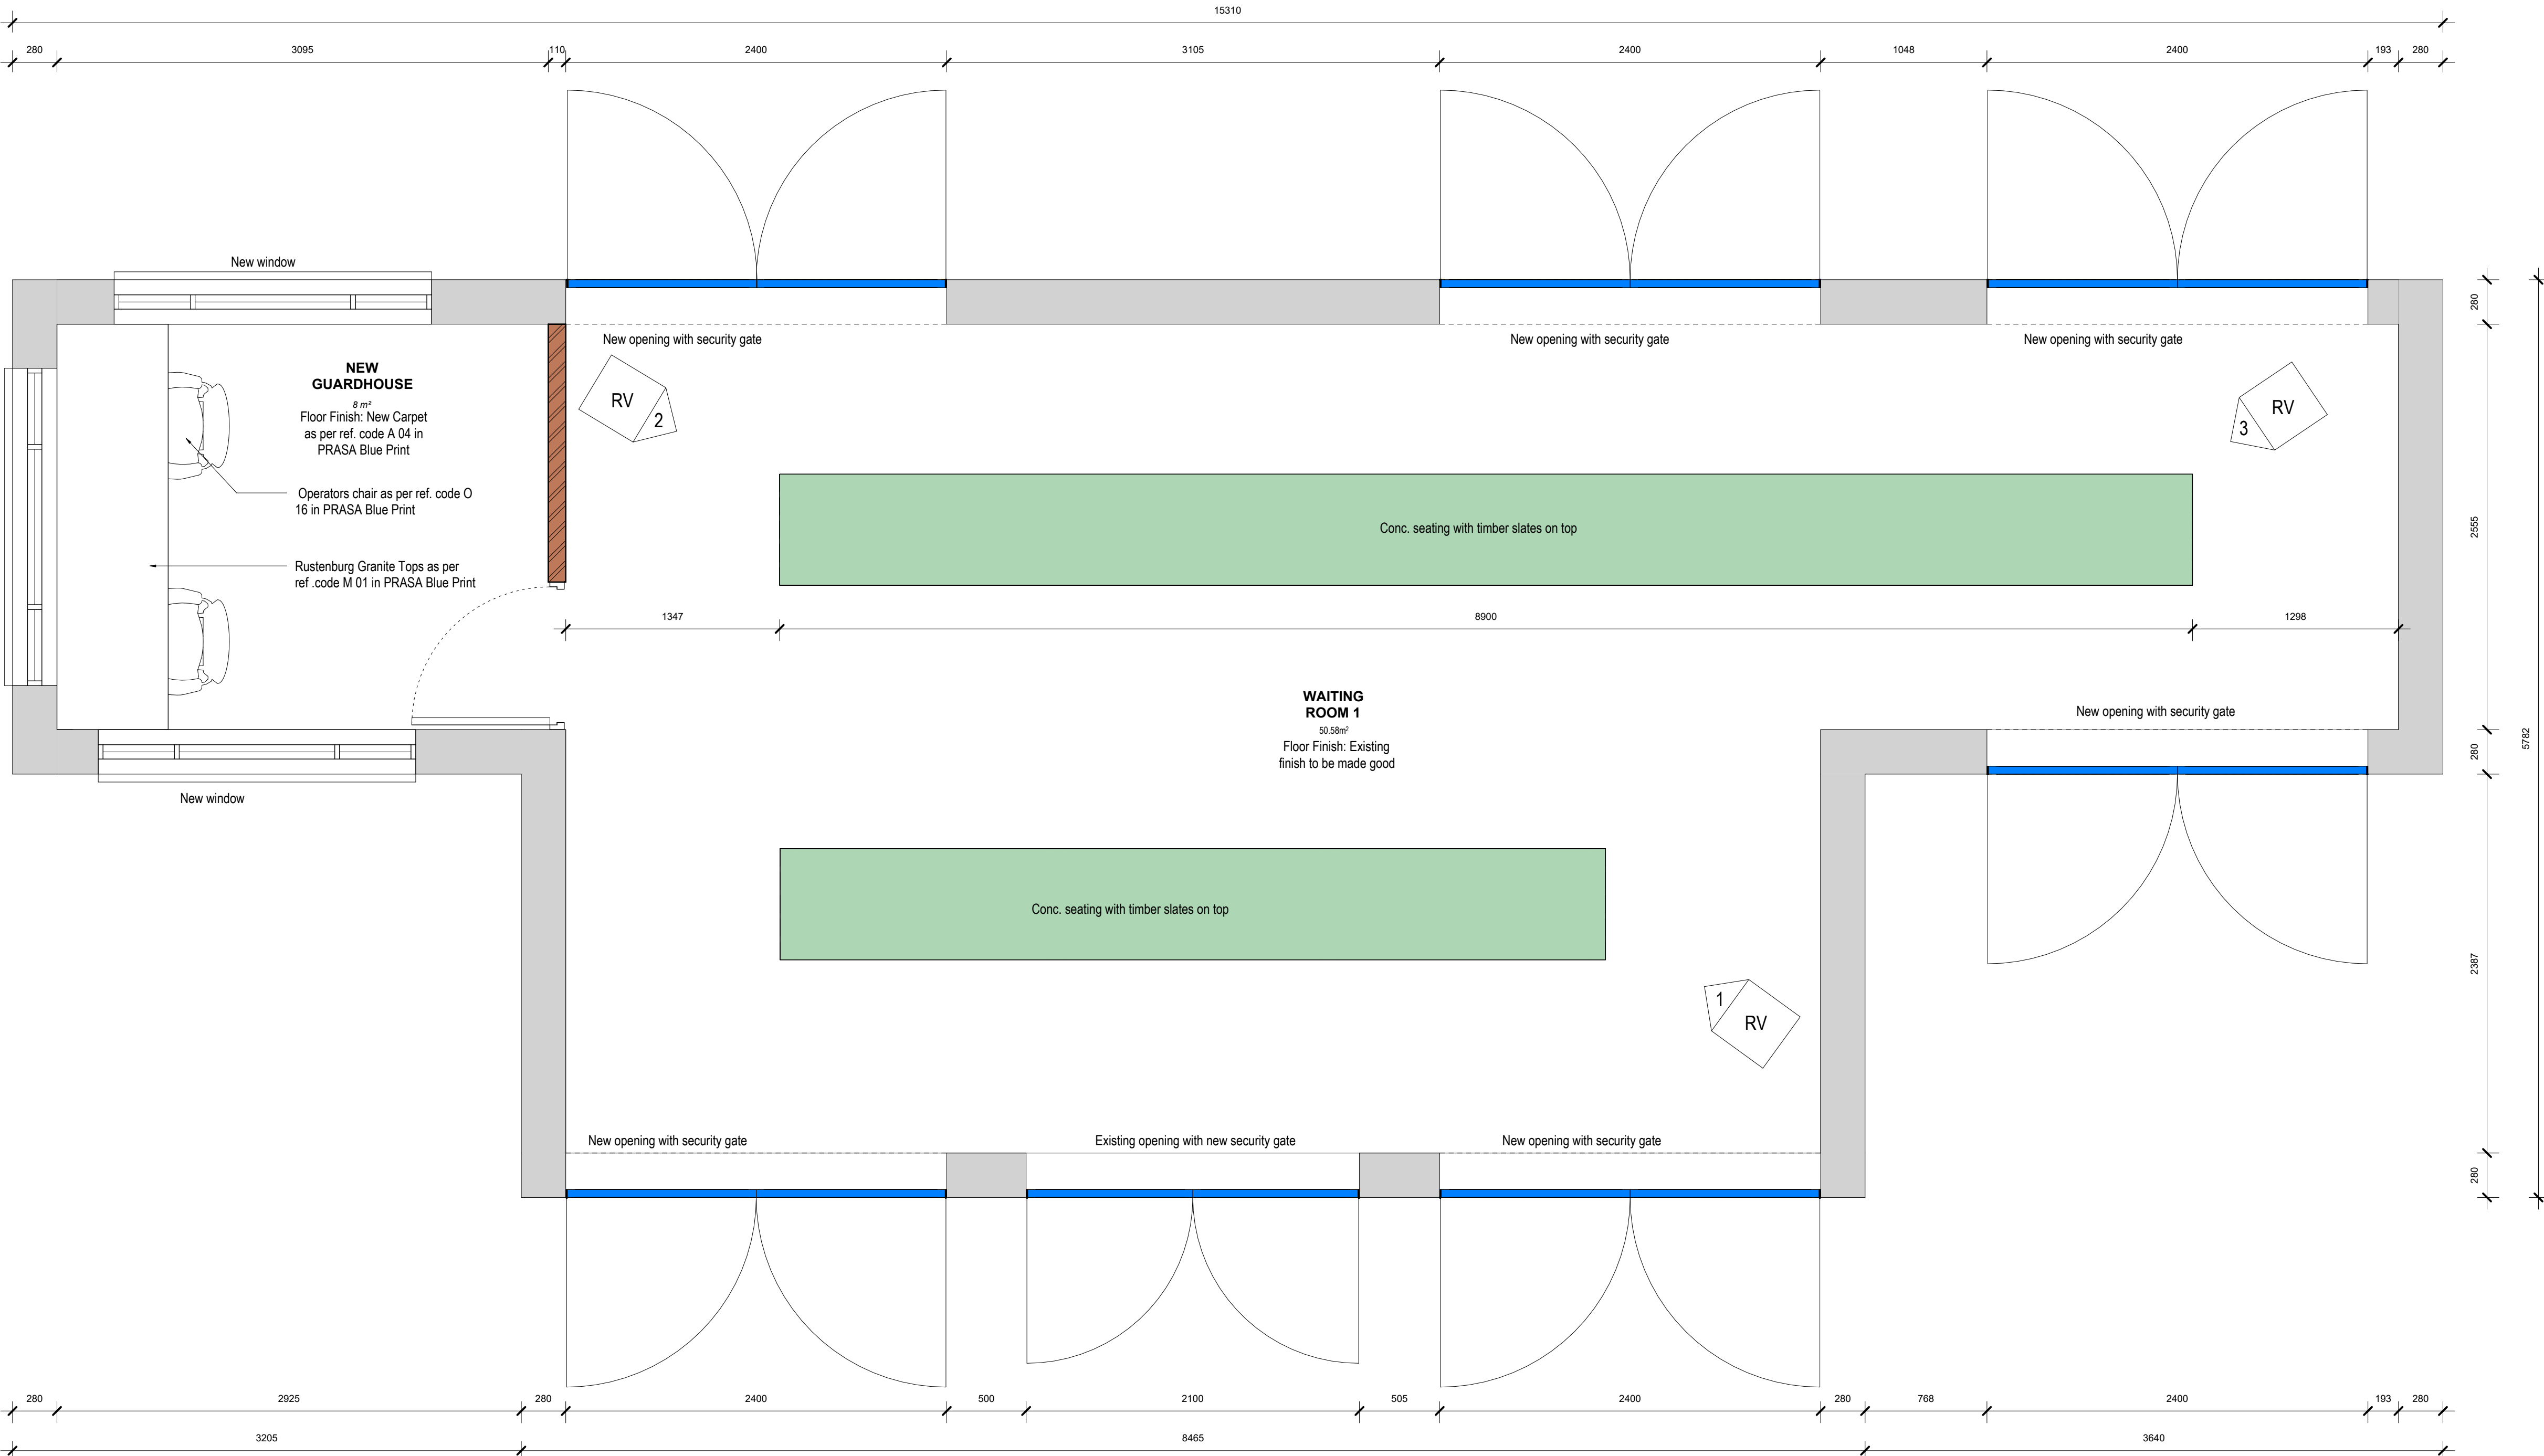 15310
280
3095
110
2400
3105
2400
1048
2400
193
280
New window
New opening with security gate
New opening with security gate
New opening with security gate
280
NEW
GUARDHOUSE
8 m²
Floor Finish: New Carpet
as per ref. code A 04 in
PRASA Blue Print
RV
2
RV
3
Operators chair as per ref. code O
16 in PRASA Blue Print
Conc. seating with timber slates on top
2555
Rustenburg Granite Tops as per
ref .code M 01 in PRASA Blue Print
1347
8900
1298
WAITING
ROOM 1
50.58m²
Floor Finish: Existing
finish to be made good
New opening with security gate
280
5782
New window
Conc. seating with timber slates on top
2387
1
RV
New opening with security gate
Existing opening with new security gate
New opening with security gate
280
280
2925
280
2400
500
2100
505
2400
280
768
2400
193
280
3205
8465
3640